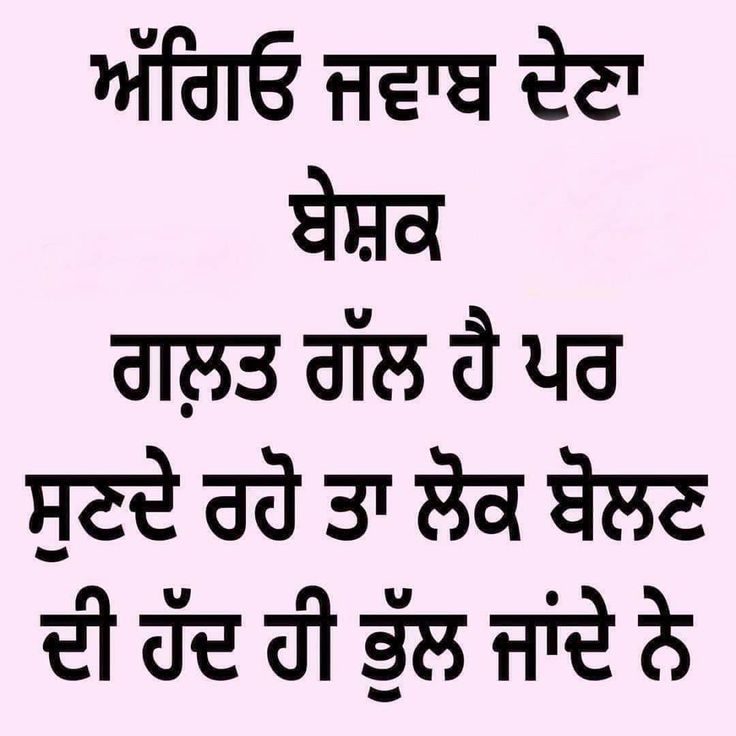 ਅੱਗਿਓ ਜਵਾਬ ਦੇਣਾ
ਬੇਸ਼ਕ
ਗਲ਼ਤ ਗੱਲ ਹੈ ਪਰ
ਸੁਣਦੇ ਰਹੋ ਤਾ ਲੋਕ ਬੋਲਣ
ਦੀ ਹੱਦ ਹੀ ਭੁੱਲ ਜਾਂਦੇ ਨੇ